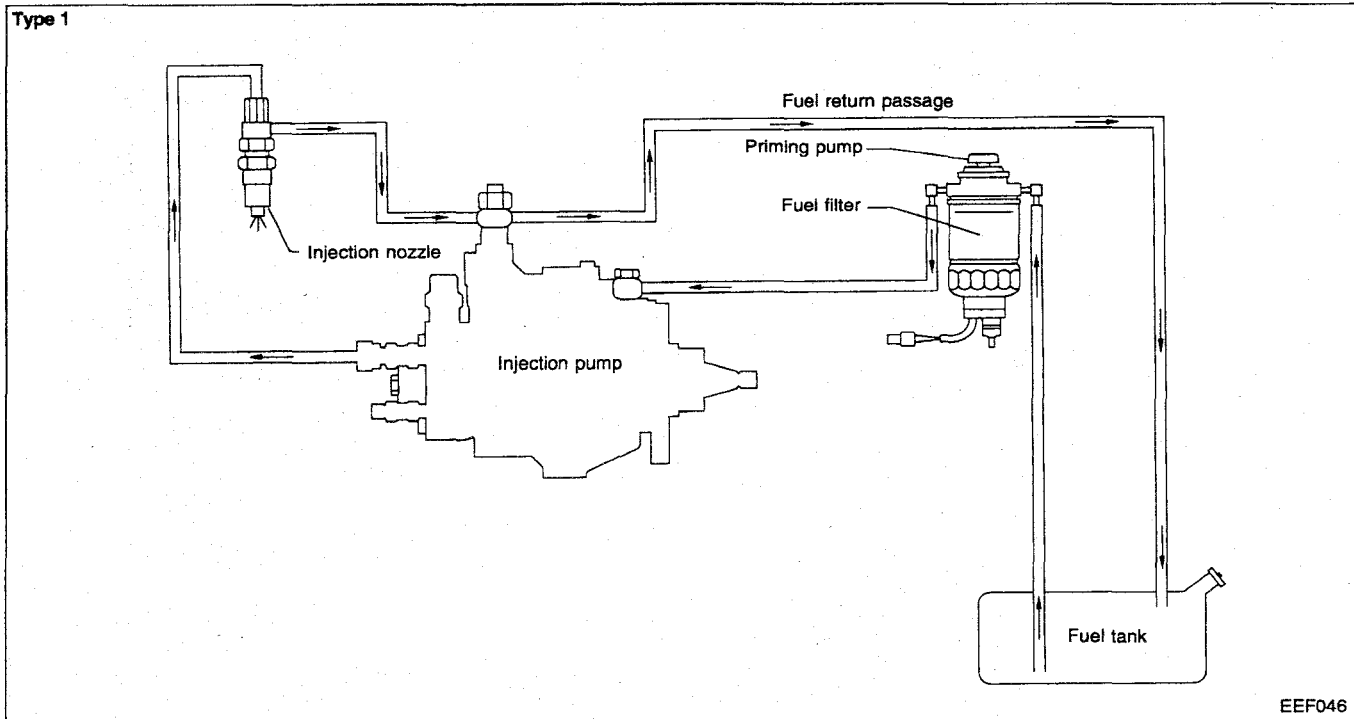 Type 1
Fuel return passage
Priming pump
Fuel filter
Injection nozzle
Injection pump
Fuel tank
EEF046